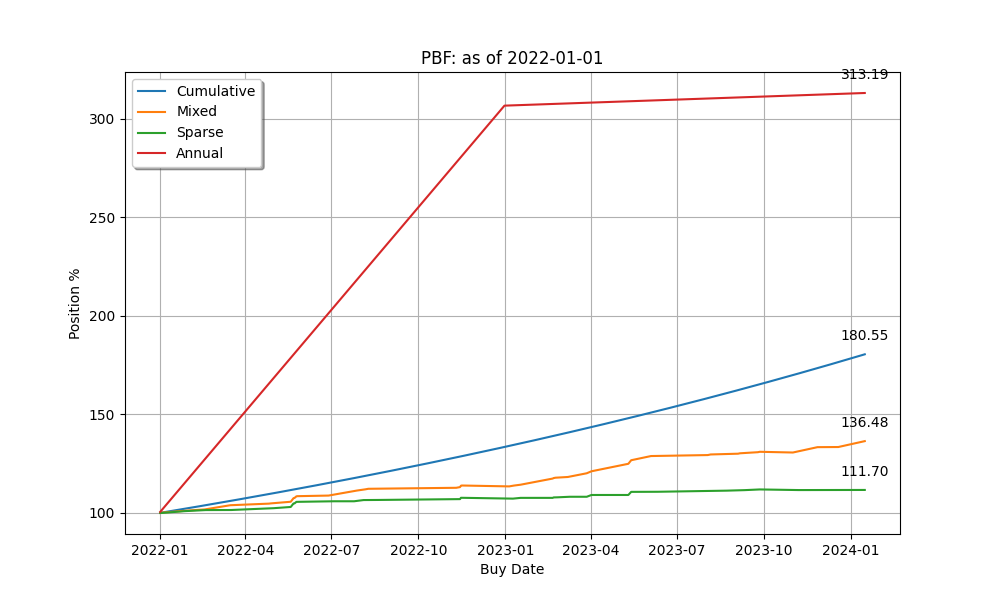 PBF: as of 2022-01-01
313.19
Cumulative
Mixed
Sparse
Annual
300
250
200
150
100
Position %
180.55
136.48
111.70
2022-01
2022-04
2022-07
2022-10
2023-01
2023-04
2023-07
2023-10
2024-01
Buy Date